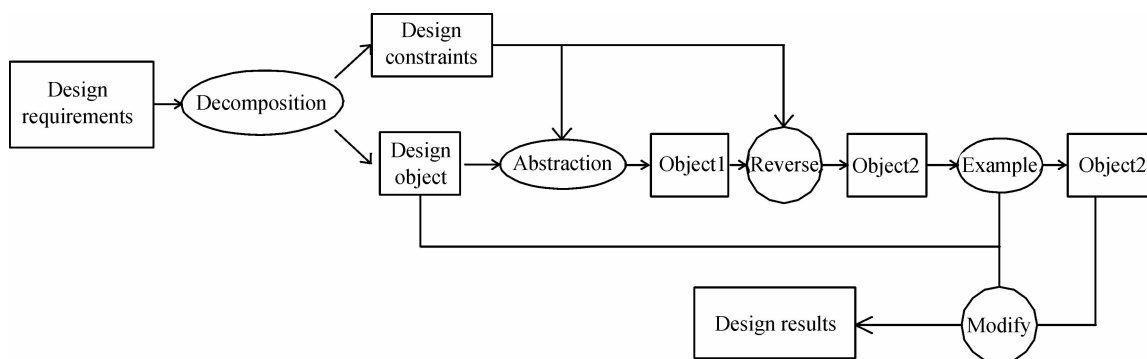 Design
constraints
Design
requirements
Decomposition
Design
object
Abstraction
Object1
Reverse
Object2
Example
Object2
Design results
Modify